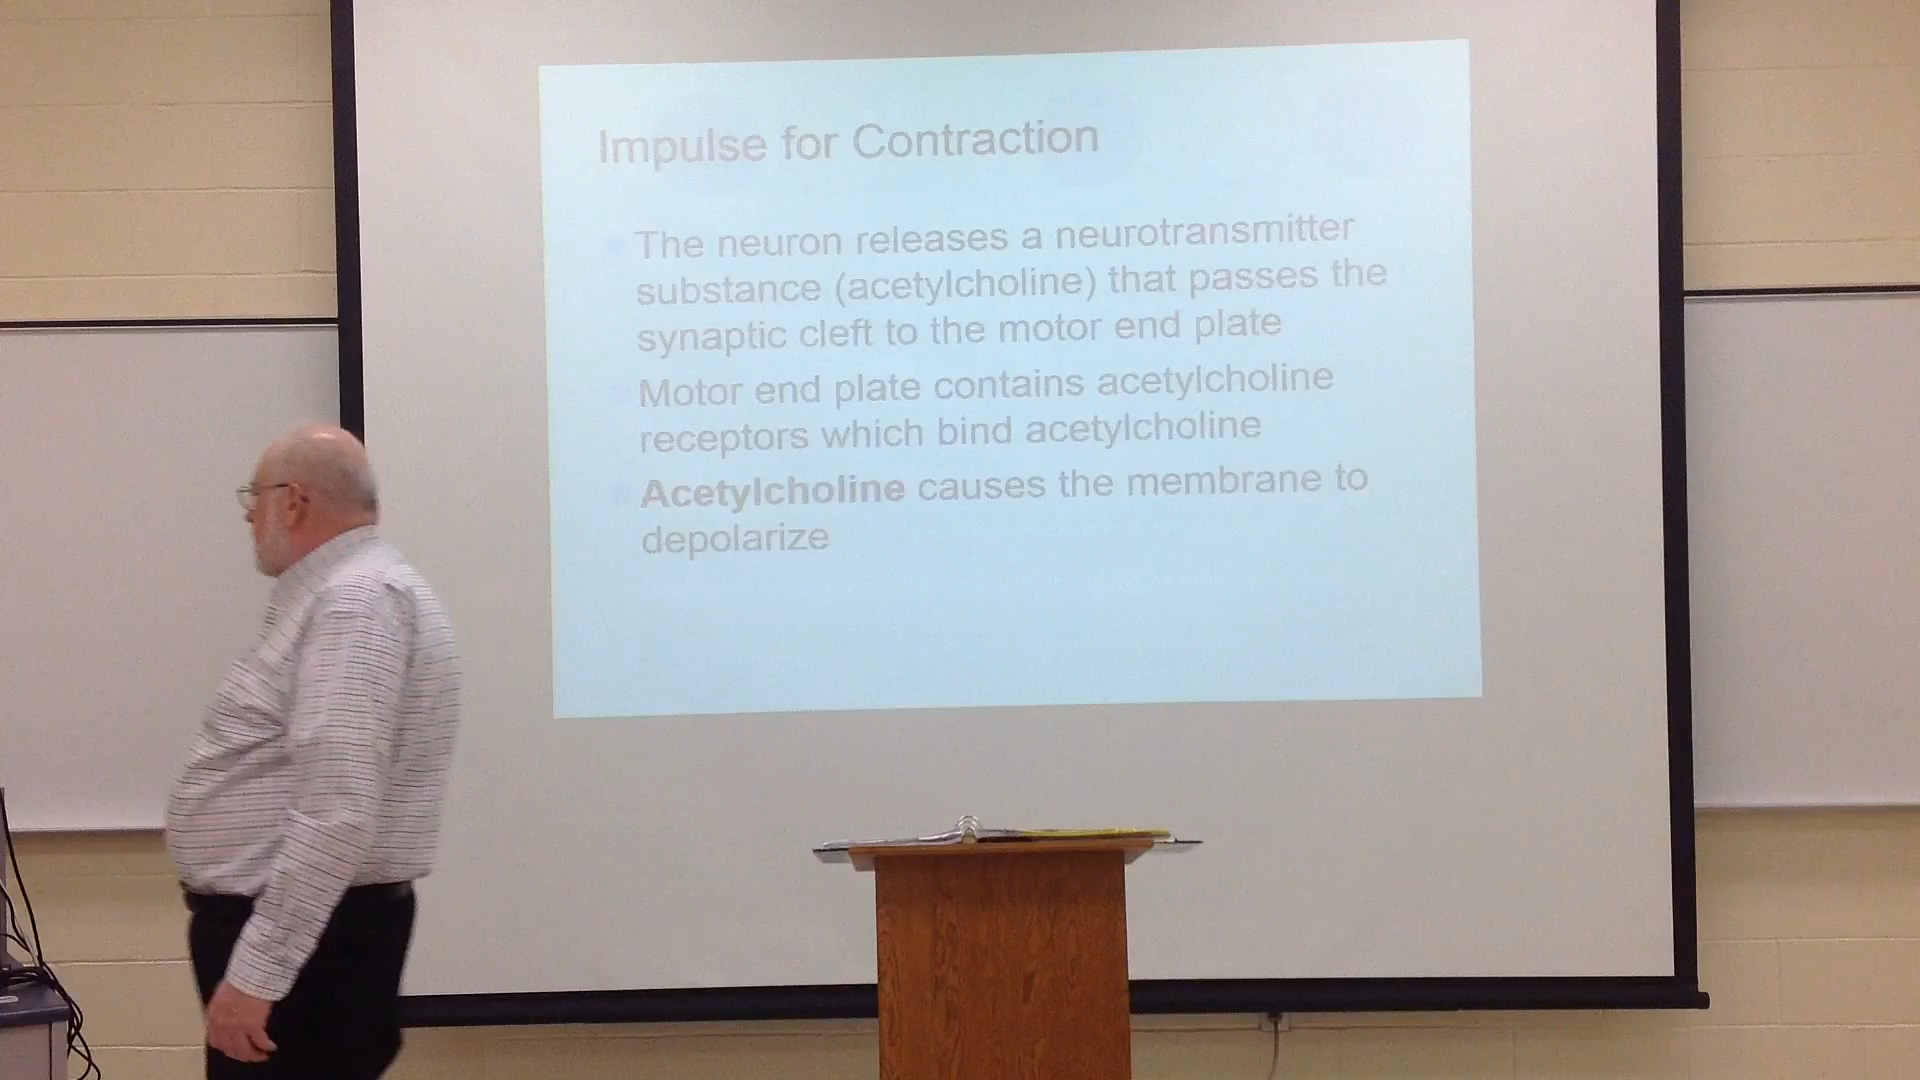 Impulse for Contraction
The neuron releases a neurotransmitter
substance (acetylcholine) that passes the
synaptic cleft to the motor end plate
Motor end plate contains acetylcholine
receptors which bind acetylcholine
Acetylcholine causes the membrane to
depolarize